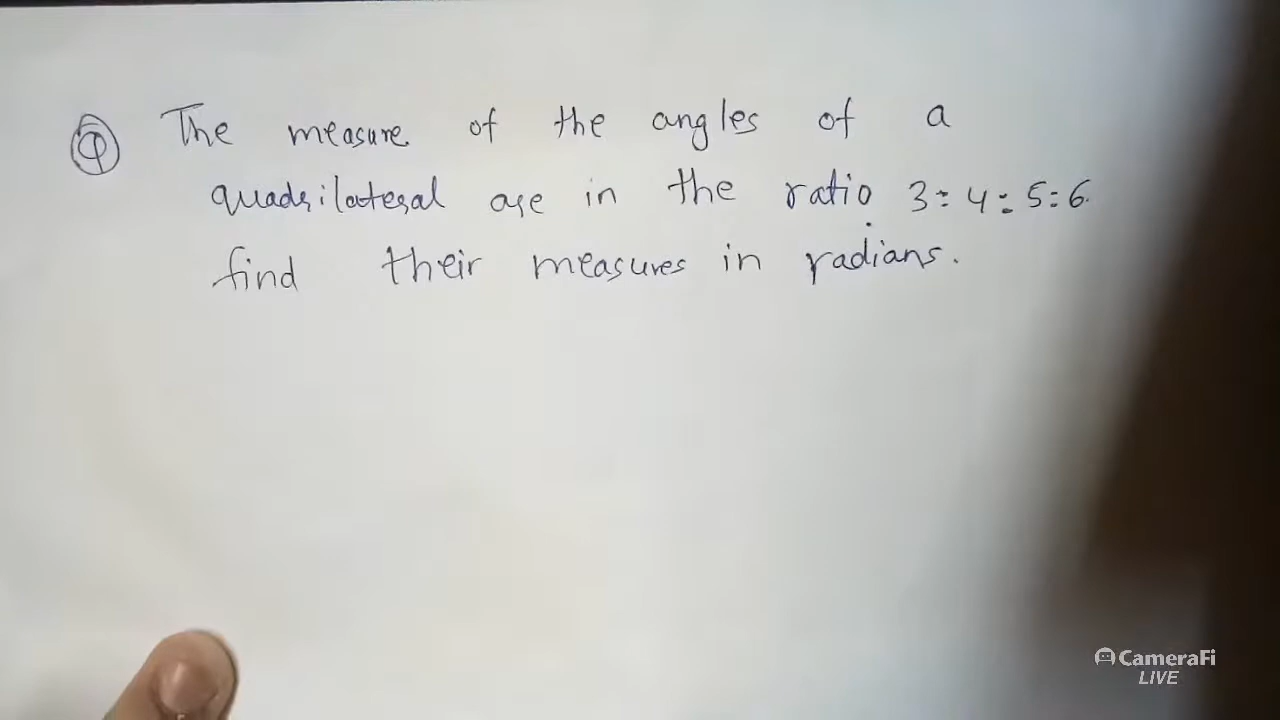 Q The measure of the angles of a
quadrilateral are in the ratio 3:4:5:6.
find their measures in radians.
CameraFi
LIVE